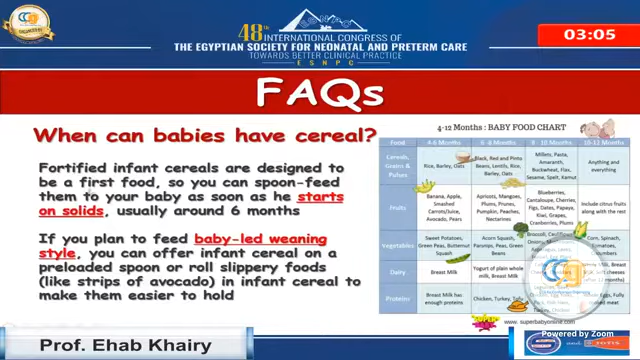 48th INTERNATIONAL CONGRESS OF
THE EGYPTIAN SOCIETY FOR NEONATAL AND PRETERM CARE
TOWARDS BETTER CLINICAL PRACTICE
ESNPC
03:05
FAQs
When can babies have cereal?
Fortified infant cereals are designed to
be a first food, so you can spoon-feed
them to your baby as soon as he starts
on solids, usually around 6 months
If you plan to feed baby-led weaning
style, you can offer infant cereal on a
preloaded spoon or roll slippery foods
(like strips of avocado) in infant cereal to
make them easier to hold
4-12 Months : BABY FOOD CHART
Food 4-6 Months 6-8 Months 8-10 Months 10-12 Months
Cereals, Grains & Pulses
Rice, Barley, Oats
Black, Red and Pinto Beans, Lentils, Rice, Barley, Oats
Millets, Pasta, Amaranth, Buckwheat, Flax, Sesame, Spelt, Kamut
Anything and everything
Fruits
Banana, Apple, Smashed Carrots/Juice, Avocado, Pears
Apricots, Mangoes, Plums, Prunes, Pumpkin, Peaches, Nactarines
Blueberries, Cantaloupe, Cherries, Figs, Dates, Papaya, Kiwi, Grapes, Cranberries, Plums
Include citrus fruits along with the rest
Vegetables
Sweet Potatoes, Green Peas, Butternut Squash
Acorn Squash, Parsnips, Peas, Green Beans
Broccoli, Cauliflower
Corn, Spinach, Tomatoes, Cucumber
Dairy
Breast Milk
Yogurt of plain whole milk, Breast Milk
Proteins
Breast Milk has enough proteins
Chicken, Turkey, Tofu
www.superbabyonline.com
Prof. Ehab Khairy
Powered by Zoom